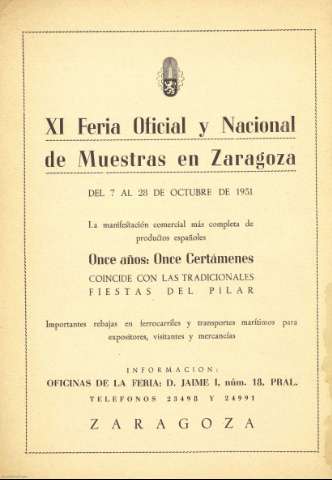 XI Feria Oficial y Nacional
de Muestras en Zaragoza
DEL 7 AL 28 DE OCTUBRE DE 1951
La manifestación comercial más completa de
productos españoles
Once años: Once Certámenes
COINCIDE CON LAS TRADICIONALES
FIESTAS DEL PILAR
Importantes rebajas en ferrocarriles y transportes marítimos para
expositores, visitantes y mercancías
INFORMACION:
OFICINAS DE LA FERIA: D. JAIME I, núm. 18, PRAL.
TELEFONOS 23498 Y 24991
ZARAGOZA